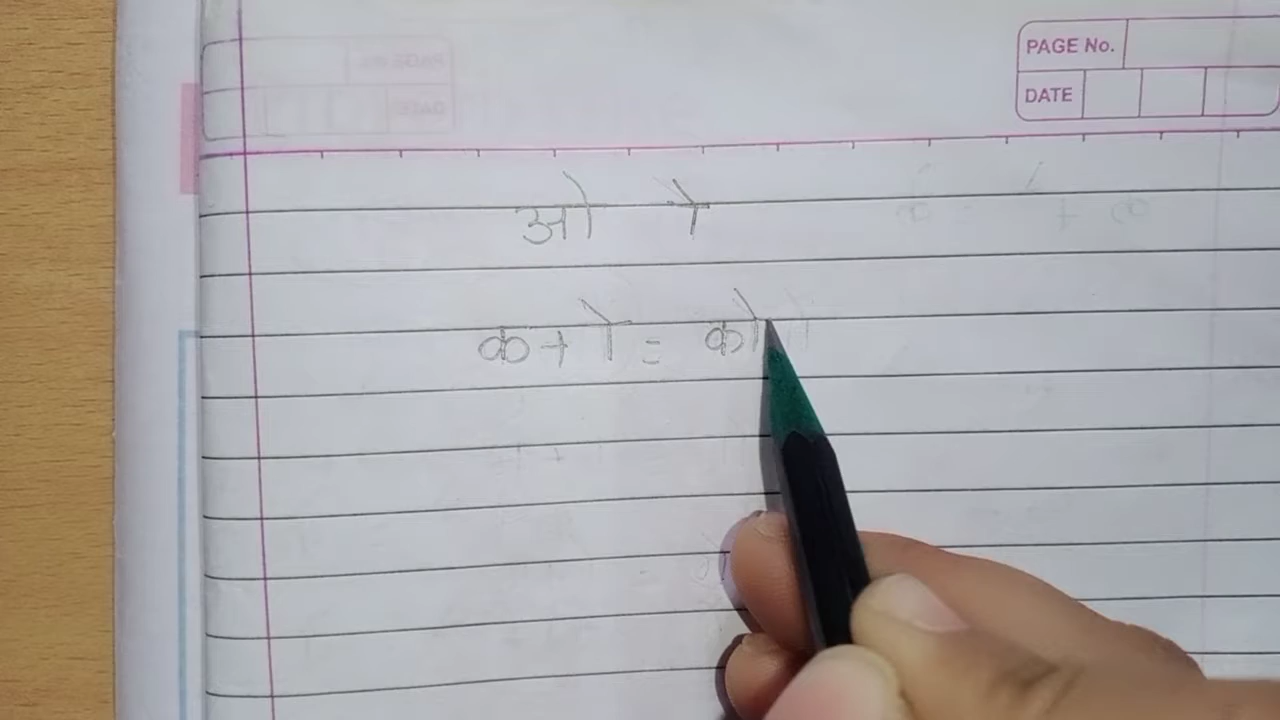 PAGE No.
DATE
ओ ो
क + ो = को